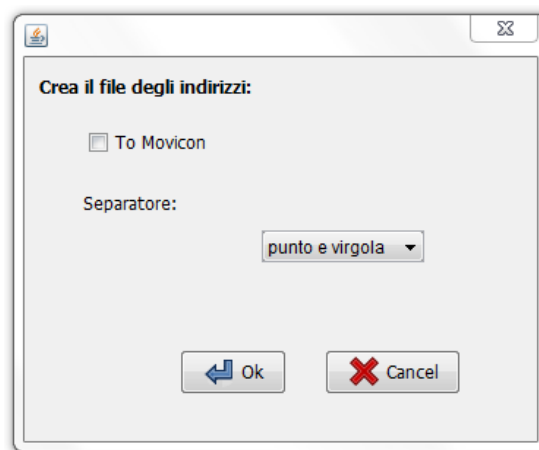 Crea il file degli indirizzi:
To Movicon
Separatore:
punto e virgola
Ok
Cancel